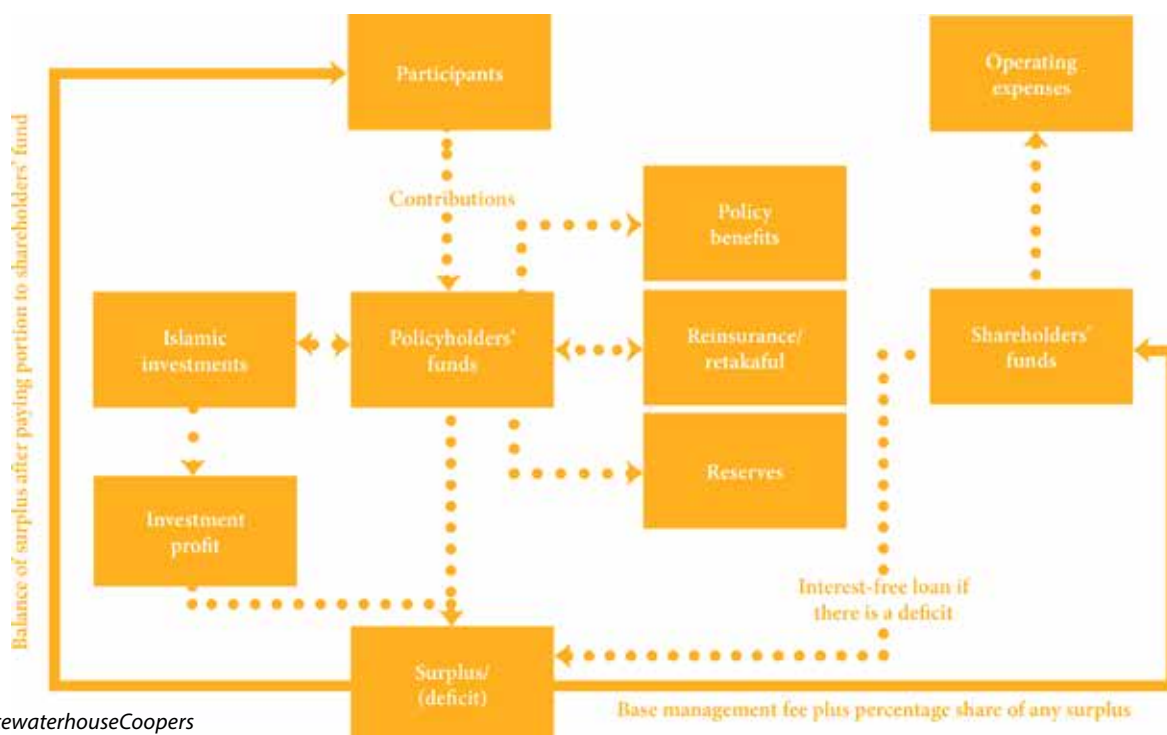 Participants
Operating
expenses
Contributions
Policy
benefits
Islamic
investments
Policyholders'
funds
Reinsurance/
retakaful
Shareholders'
funds
Reserves
Investment
profit
Interest-free loan if
there is a deficit
Surplus/
(deficit)
Base management fee plus percentage share of any surplus
Balance of surplus after paying portion to shareholders' fund
ewaterhouseCoopers